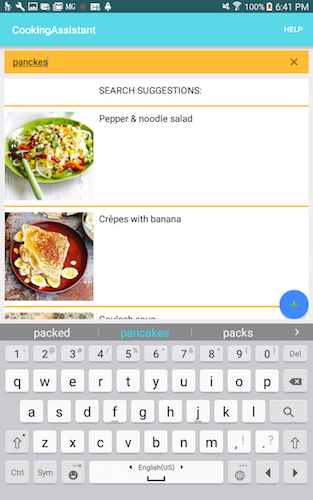 MG 100% 6:41 PM
CookingAssistant HELP
panckes
SEARCH SUGGESTIONS:
Pepper & noodle salad
Crêpes with banana
Goulash soup
packed pancakes packs
1 2@ 3# 4/ 5% 6^ 7& 8* 9( 0) Del
q w e r t y u i o p
a s d f g h j k l
z x c v b n m ,! .?
Ctrl Sym English(US)